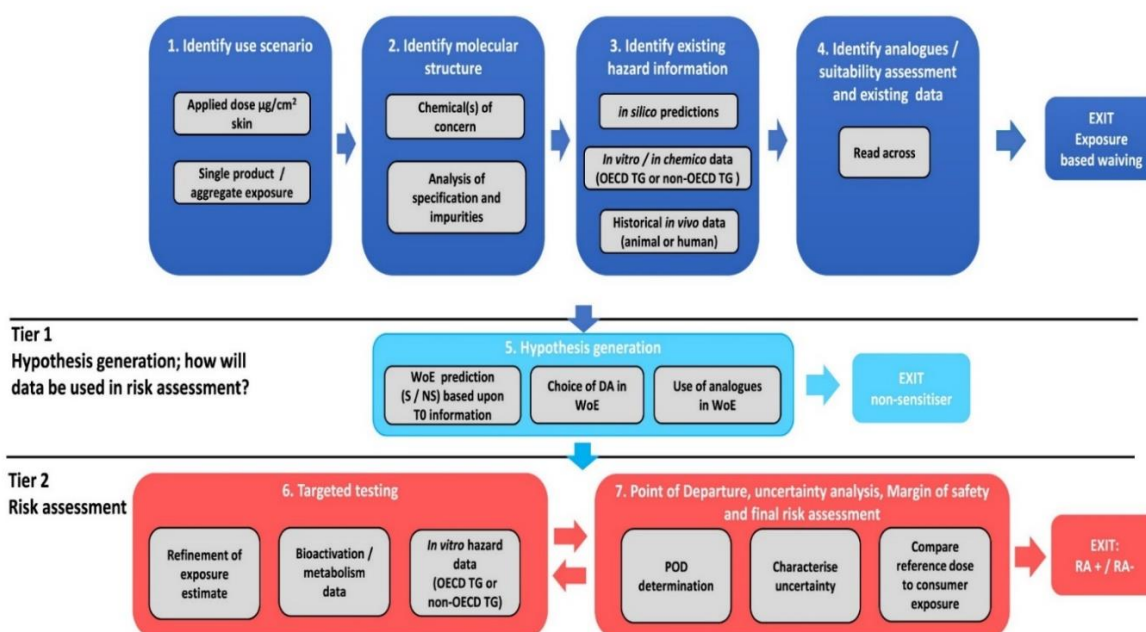 1. Identify use scenario
Applied dose µg/cm²
skin
Single product /
aggregate exposure
2. Identify molecular
structure
Chemical(s) of
concern
Analysis of
specification and
impurities
3. Identify existing
hazard information
in silico predictions
In vitro / in chemico data
(OECD TG or non-OECD TG )
Historical in vivo data
(animal or human)
4. Identify analogues /
suitability assessment
and existing data
Read across
EXIT
Exposure
based waiving
Tier 1
Hypothesis generation; how will
data be used in risk assessment?
5. Hypothesis generation
WoE prediction
(S / NS) based upon
T0 information
Choice of DA in
WoE
Use of analogues
in WoE
EXIT
non-sensitiser
Tier 2
Risk assessment
6. Targeted testing
Refinement of
exposure
estimate
Bioactivation /
metabolism
data
In vitro hazard
data
(OECD TG or
non-OECD TG)
7. Point of Departure, uncertainty analysis, Margin of safety
and final risk assessment
POD
determination
Characterise
uncertainty
Compare
reference dose
to consumer
exposure
EXIT:
RA + / RA-